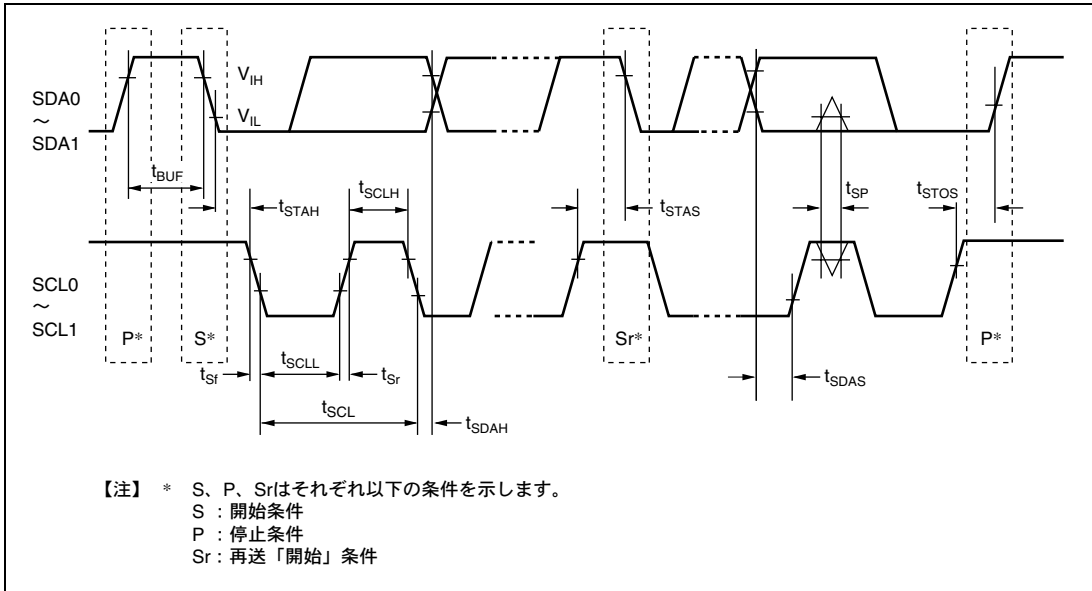 SDA0
～
SDA1
V_IH
V_IL
t_BUF
t_STAH
t_SCLH
t_STAS
t_SP
t_STOS
SCL0
～
SCL1
P*
S*
Sr*
P*
t_Sf
t_SCLL
t_Sr
t_SCL
t_SDAH
t_SDAS
【注】 * S、P、Srはそれぞれ以下の条件を示します。
S ：開始条件
P ：停止条件
Sr：再送「開始」条件